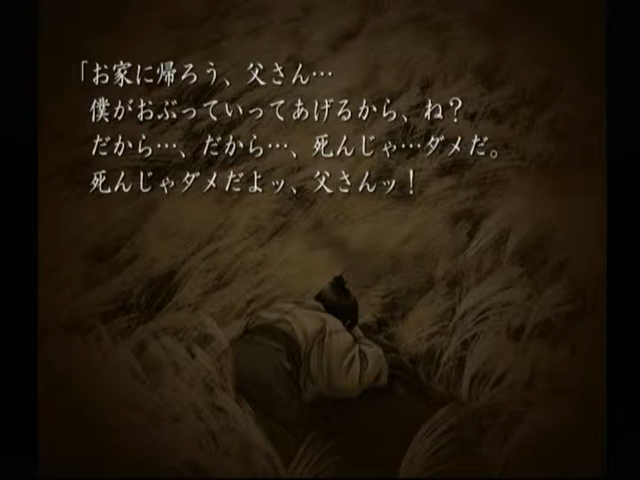 「お家に帰ろう、父さん…
僕がおぶっていってあげるから、ね？
だから…、だから…、死んじゃ…ダメだ。
死んじゃダメだよッ、父さんッ！